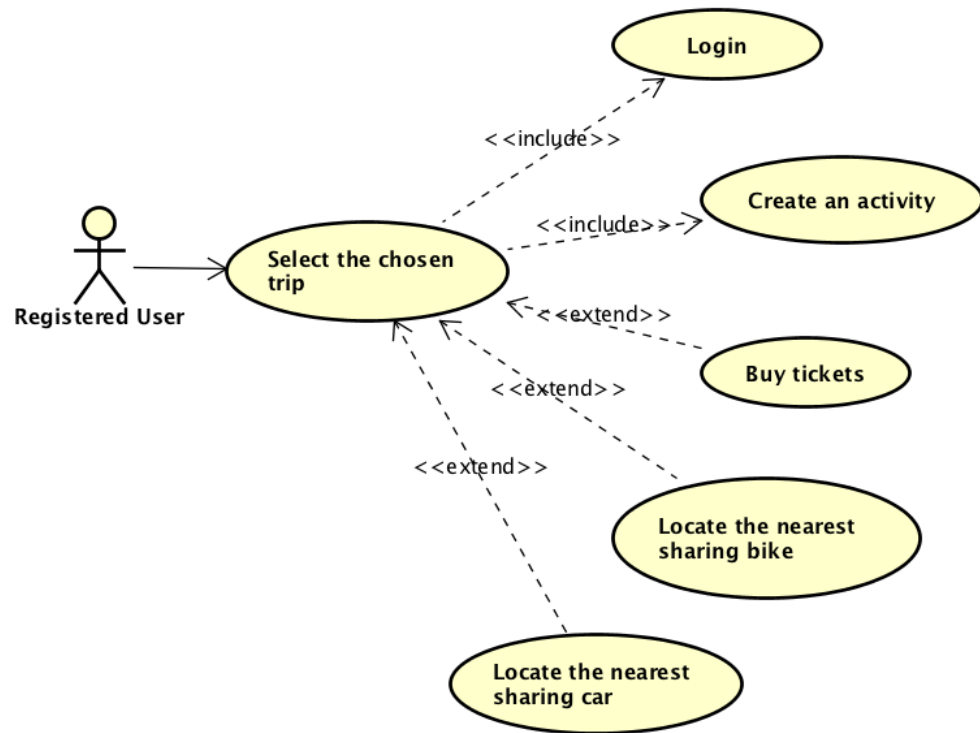 Login
<<include>>
Create an activity
<<include>>
Select the chosen
trip
Registered User
<<extend>>
Buy tickets
<<extend>>
<<extend>>
Locate the nearest
sharing bike
Locate the nearest
sharing car